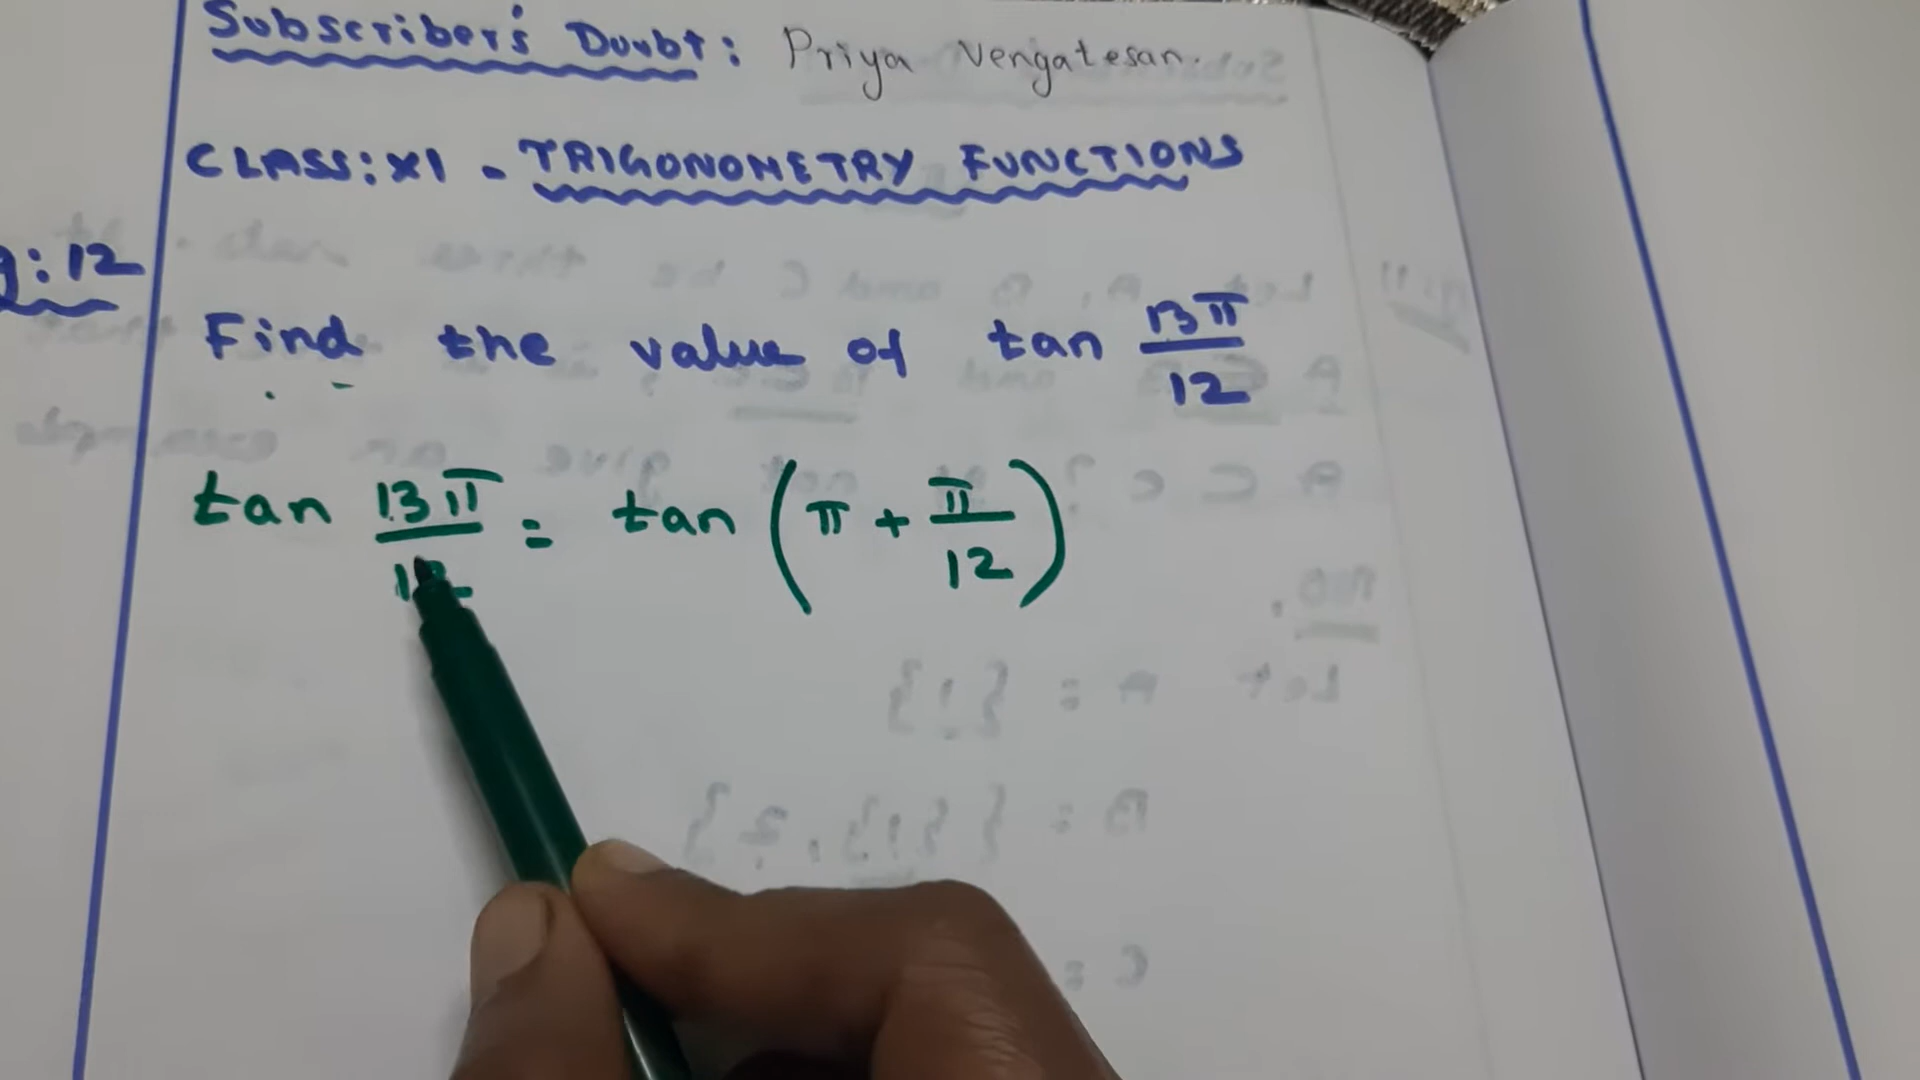 Subscriber's Doubt: Priya Vengatesan.
CLASS: XI - TRIGONOMETRY FUNCTIONS
g:12
Find the value of tan 13π/12
tan 13π/12 = tan (π + π/12)